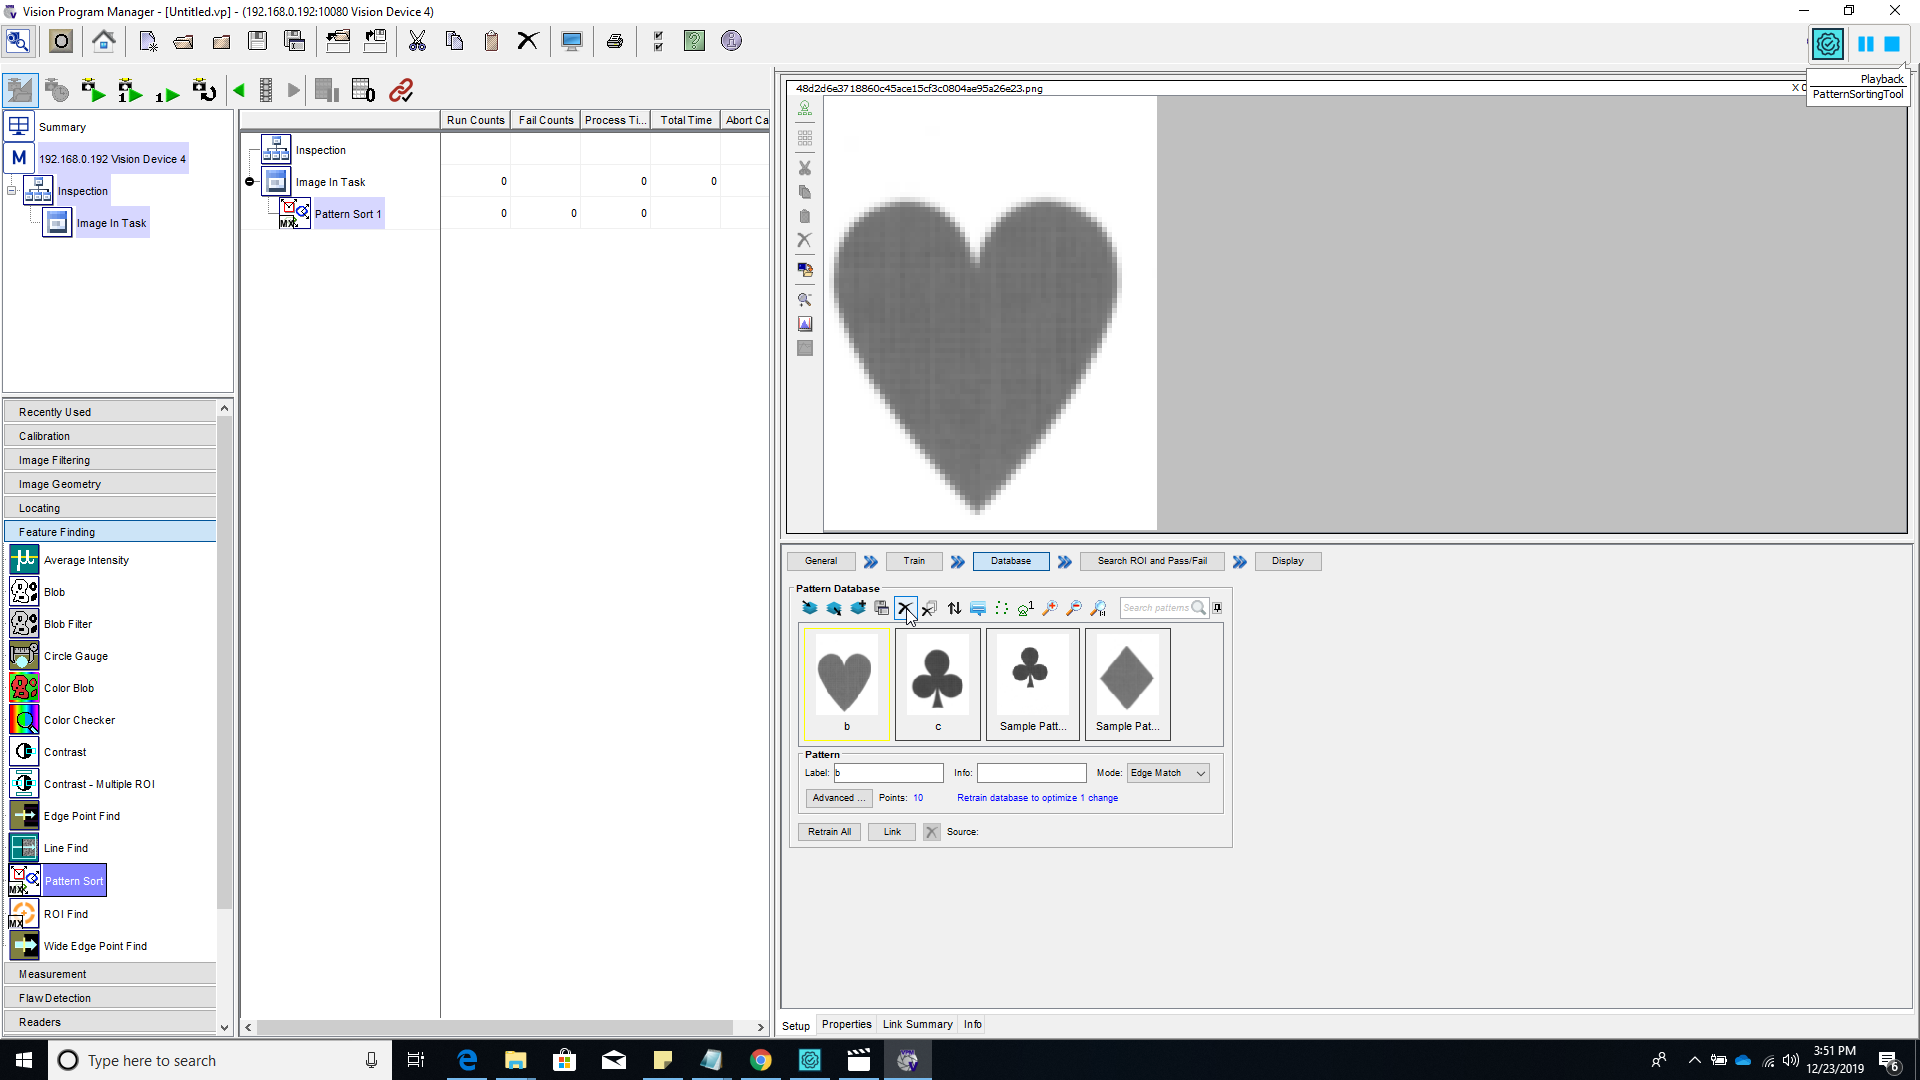 Vision Program Manager - [Untitled.vp] - (192.168.0.192:10080 Vision Device 4)
Playback
PatternSortingTool
Summary
M
192.168.0.192 Vision Device 4
Inspection
Image In Task
Run Counts
Fail Counts
Process Ti...
Total Time
Abort Ca
Inspection
Image In Task
0
0
0
Pattern Sort 1
0
0
0
48d2d6e3718860c45ace15cf3c0804ae95a26e23.png
Recently Used
Calibration
Image Filtering
Image Geometry
Locating
Feature Finding
Average Intensity
Blob
Blob Filter
Circle Gauge
Color Blob
Color Checker
Contrast
Contrast - Multiple ROI
Edge Point Find
Line Find
Pattern Sort
ROI Find
Wide Edge Point Find
Measurement
Flaw Detection
Readers
General
Train
Database
Search ROI and Pass/Fail
Display
Pattern Database
Search patterns
b
c
Sample Patt...
Sample Pat...
Pattern
Label: b
Info:
Mode: Edge Match
Advanced ...
Points: 10
Retrain database to optimize 1 change
Retrain All
Link
Source:
Setup
Properties
Link Summary
Info
Type here to search
3:51 PM
12/23/2019
6